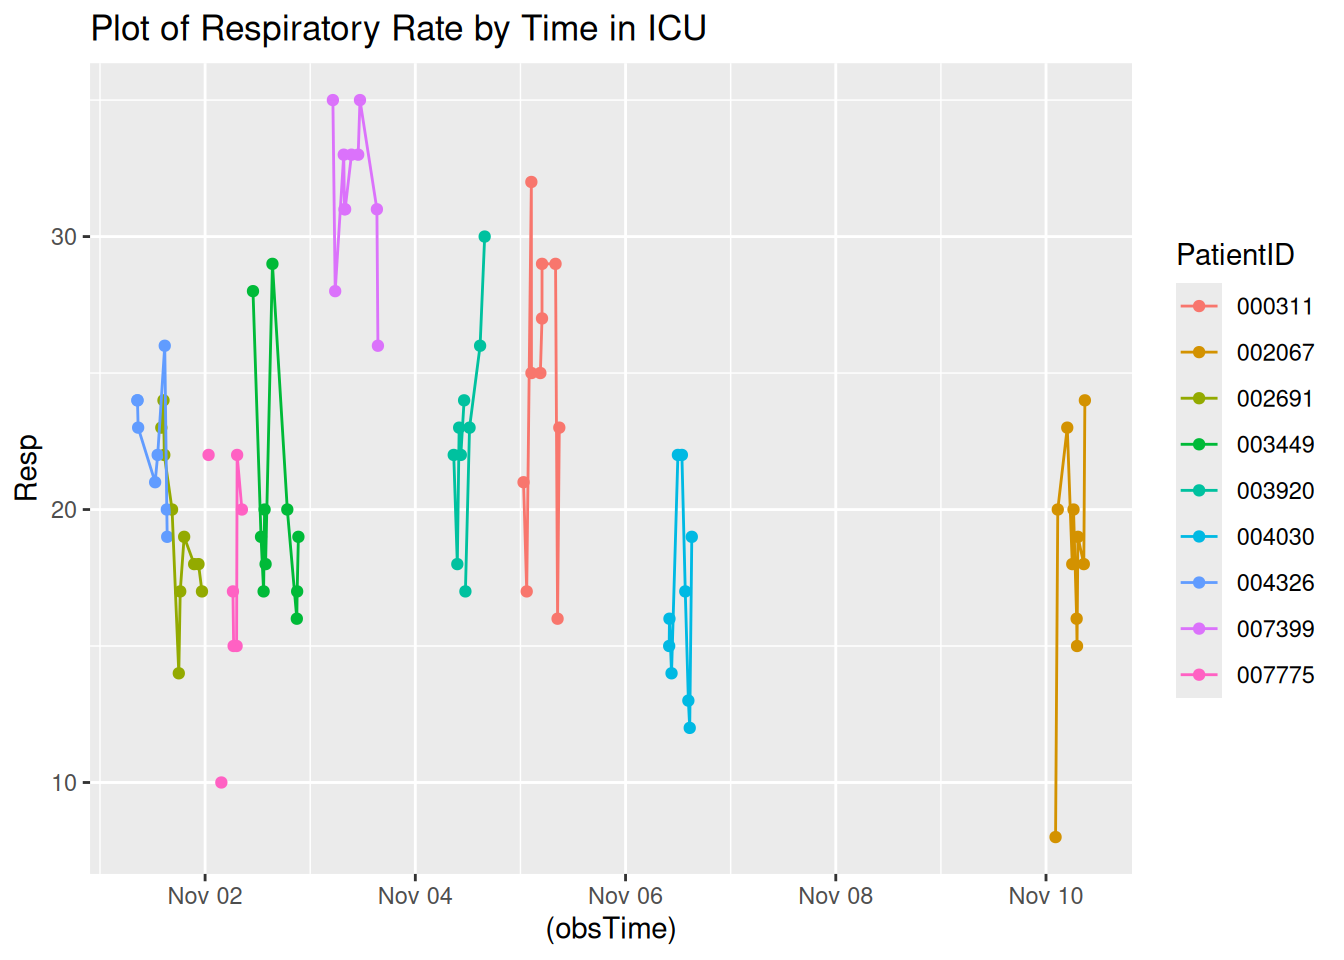 Plot of Respiratory Rate by Time in ICU
Resp
30
20
10
Nov 02
Nov 04
Nov 06
Nov 08
Nov 10
(obsTime)
PatientID
000311
002067
002691
003449
003920
004030
004326
007399
007775